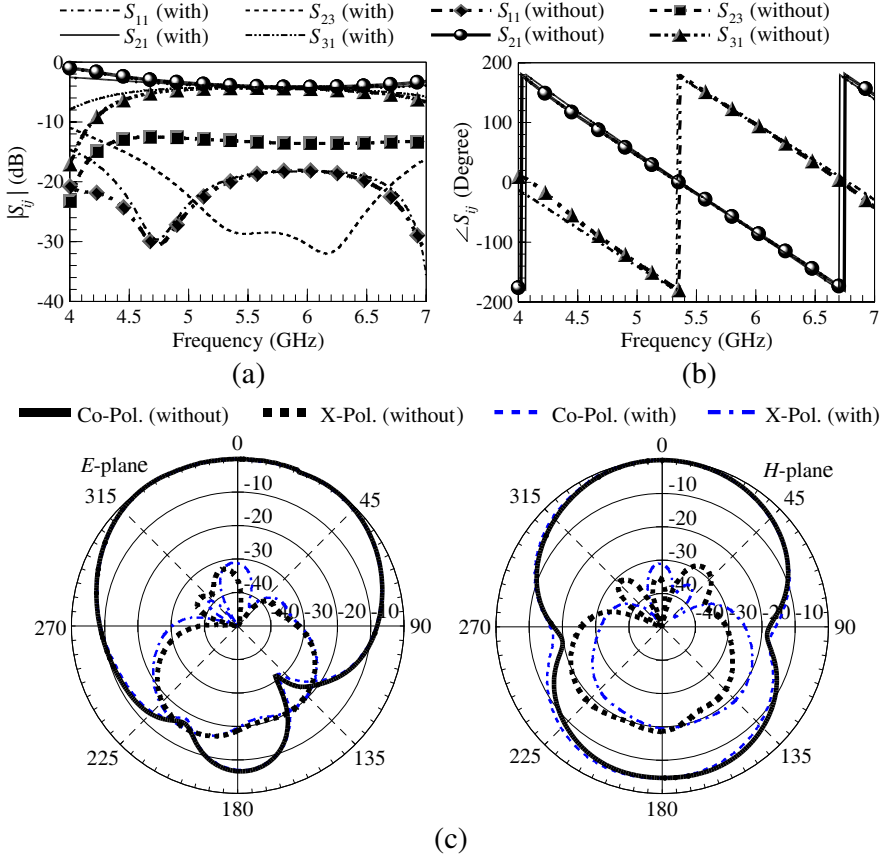 S11 (with) S23 (with) S11 (without) S23 (without)
S21 (with) S31 (with) S21 (without) S31 (without)
0
-10
-20
-30
-40
|Sij| (dB)
4 4.5 5 5.5 6 6.5 7
Frequency (GHz)
(a)
200
100
0
-100
-200
∠Sij (Degree)
4 4.5 5 5.5 6 6.5 7
Frequency (GHz)
(b)
Co-Pol. (without) X-Pol. (without) Co-Pol. (with) X-Pol. (with)
E-plane
0
45
90
135
180
225
270
315
-10
-20
-30
-40
-30 -20 -10
H-plane
0
45
90
135
180
225
270
315
-10
-20
-30
-40
-40 -30 -20 -10
(c)